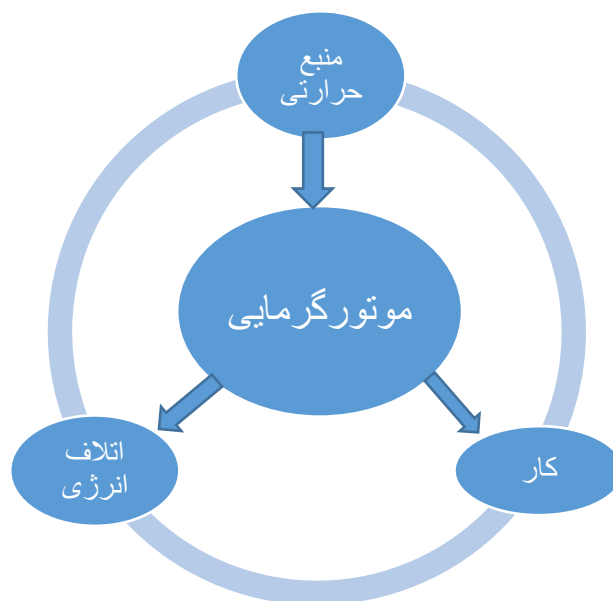 منبع
حرارتی
موتورگرمایی
کار
اتلاف
انرژی